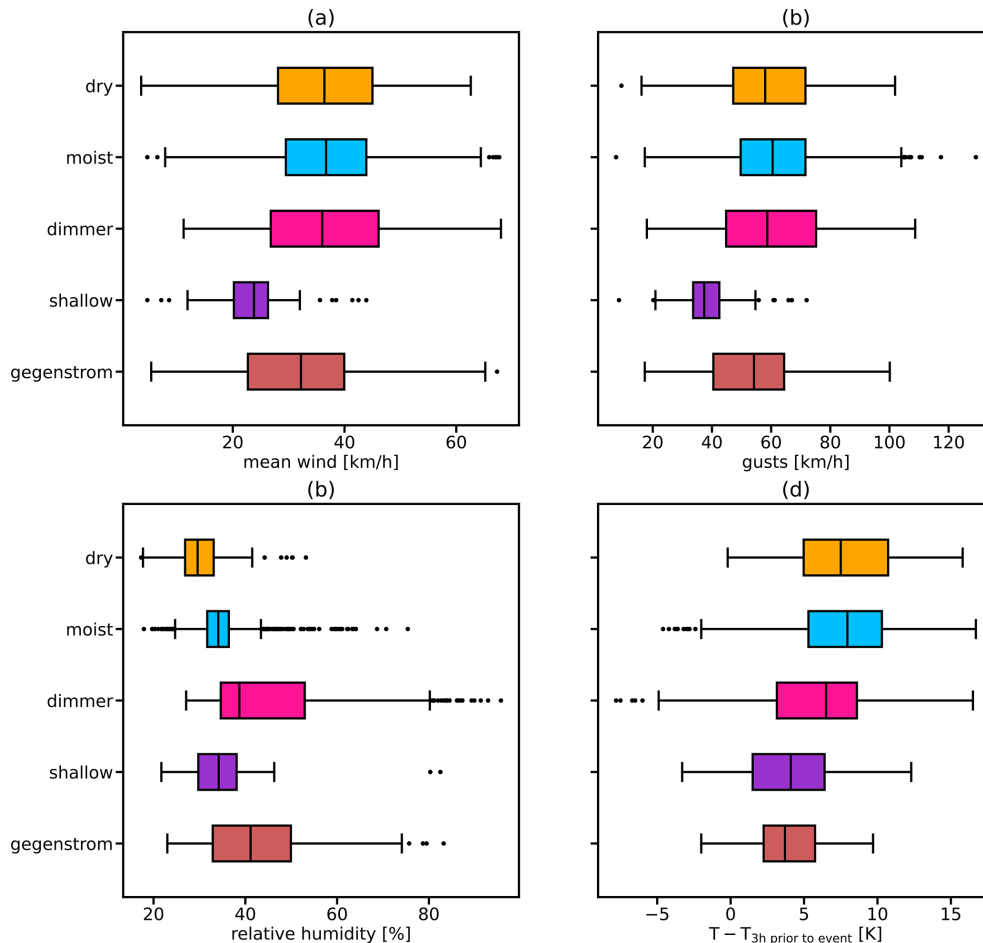 (a)
(b)
dry
moist
dimmer
shallow
gegenstrom
20 40 60
20 40 60 80 100 120
mean wind [km/h]
gusts [km/h]
(b)
(d)
dry
moist
dimmer
shallow
gegenstrom
20 40 60 80
−5 0 5 10 15
relative humidity [%]
T − T3h prior to event [K]